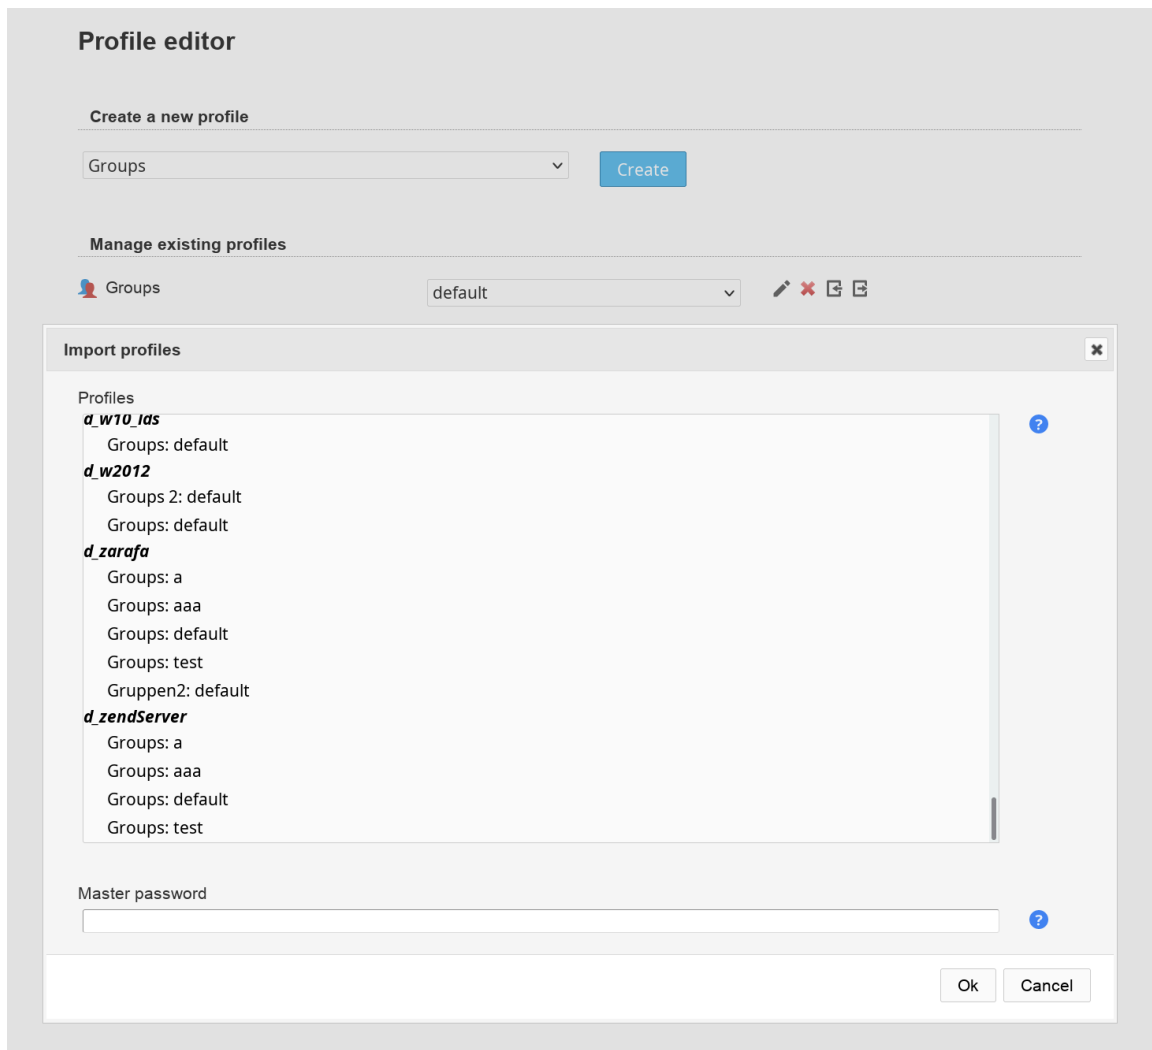 Profile editor
Create a new profile
Groups
Create
Manage existing profiles
Groups
default
Import profiles
Profiles
d_w10_lds
Groups: default
d_w2012
Groups 2: default
Groups: default
d_zarafa
Groups: a
Groups: aaa
Groups: default
Groups: test
Gruppen2: default
d_zendServer
Groups: a
Groups: aaa
Groups: default
Groups: test
Master password
Ok
Cancel